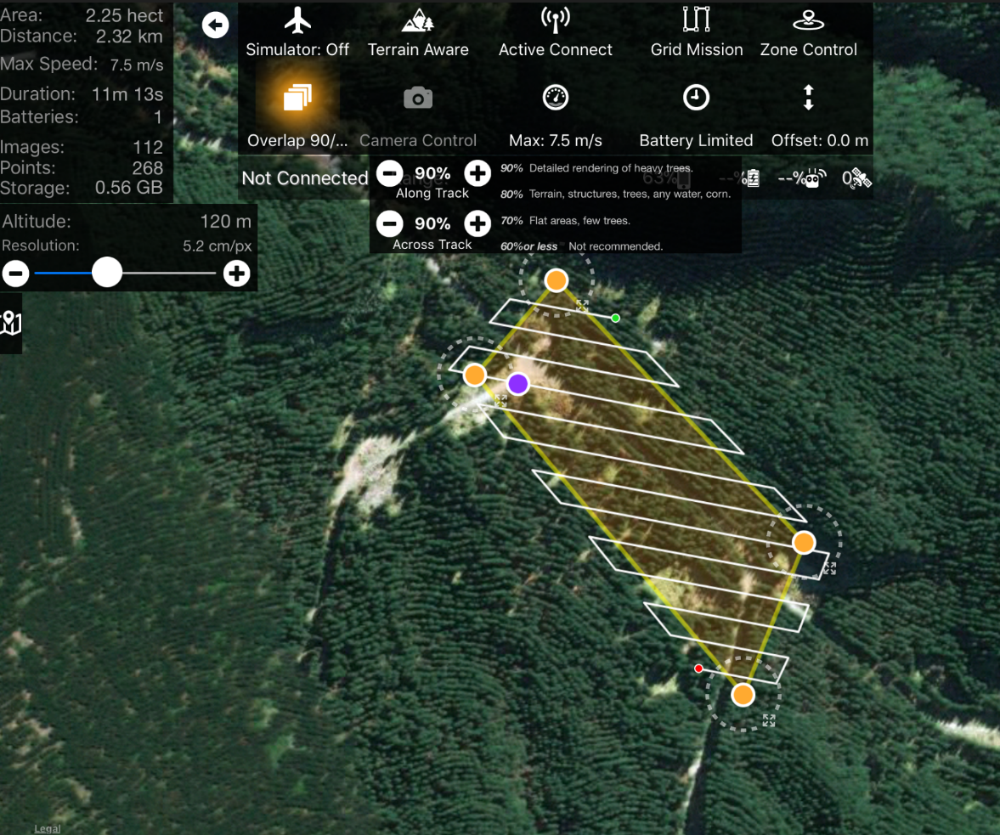 Area: 2.25 hect
Distance: 2.32 km
Max Speed: 7.5 m/s
Duration: 11m 13s
Batteries: 1
Images: 112
Points: 268
Storage: 0.56 GB
Altitude: 120 m
Resolution: 5.2 cm/px
Simulator: Off Terrain Aware Active Connect Grid Mission Zone Control
Overlap 90/... Camera Control Max: 7.5 m/s Battery Limited Offset: 0.0 m
Not Connected 63% --% --% 0
90% Along Track
90% Across Track
90% Detailed rendering of heavy trees.
80% Terrain, structures, trees, any water, corn.
70% Flat areas, few trees.
60%or less Not recommended.
Legal